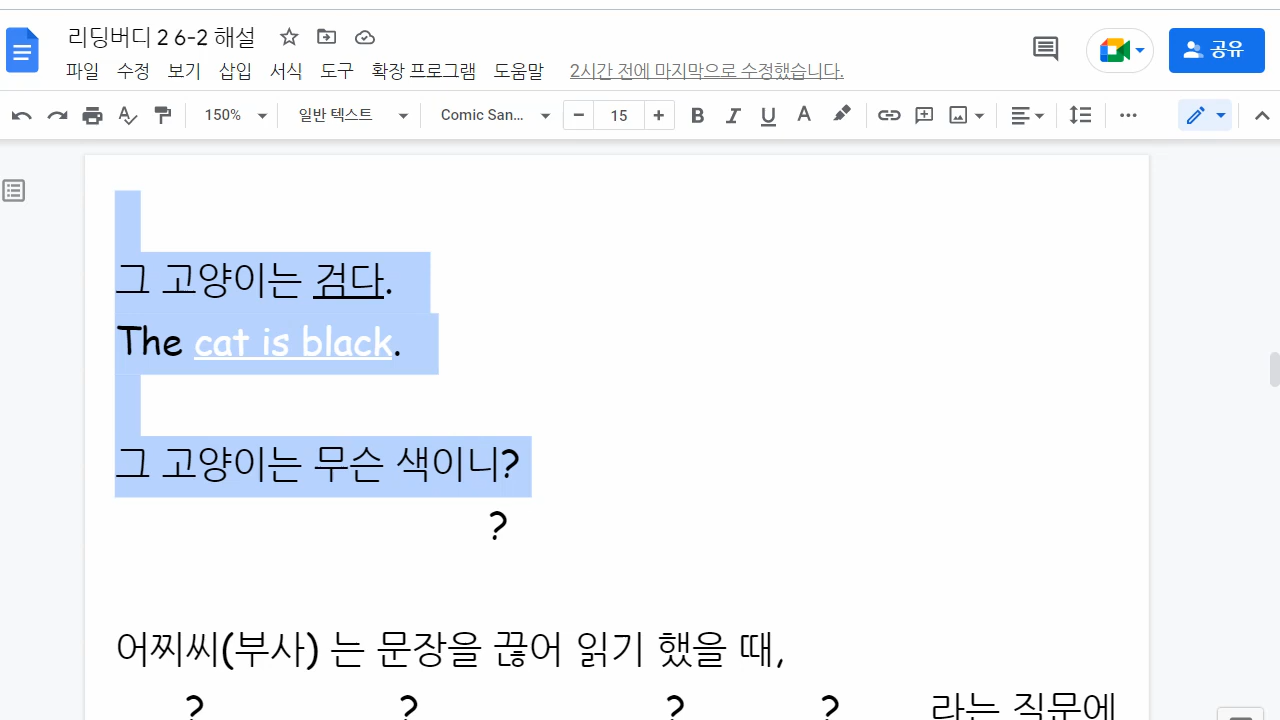 리딩버디 2 6-2 해설
파일 수정 보기 삽입 서식 도구 확장 프로그램 도움말 2시간 전에 마지막으로 수정했습니다.
공유
150% 일반 텍스트 Comic San... − 15 + B I U A
그 고양이는 검다.
The cat is black.
그 고양이는 무슨 색이니?
?
어찌씨(부사) 는 문장을 끊어 읽기 했을 때,
? ? ? ? 라는 질문에